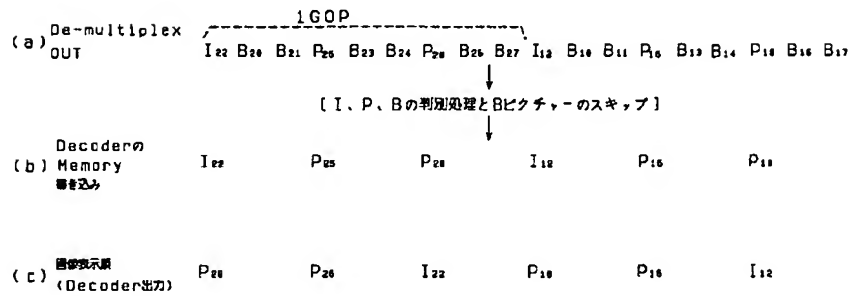 1GOP
(a) De-multiplex OUT I22 B20 B21 P25 B23 B24 P28 B26 B27 I12 B10 B11 P15 B13 B14 P18 B16 B17
[I、P、Bの判別処理とBピクチャーのスキップ]
(b) Decoderの Memory 書き込み I22 P25 P28 I12 P15 P18
(c) 画像表示順 (Decoder出力) P28 P25 I22 P18 P15 I12